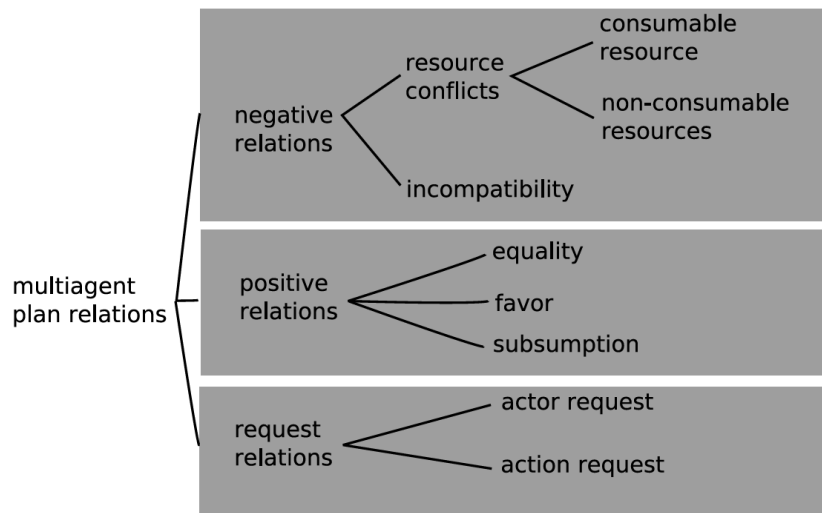 multiagent
plan relations
negative
relations
resource
conflicts
consumable
resource
non-consumable
resources
incompatibility
positive
relations
equality
favor
subsumption
request
relations
actor request
action request